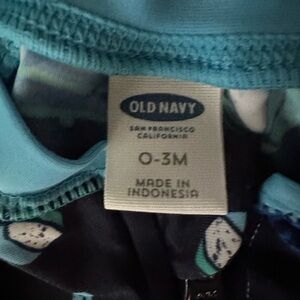 OLD NAVY
SAN FRANCISCO
CALIFORNIA
0-3M
MADE IN
INDONESIA